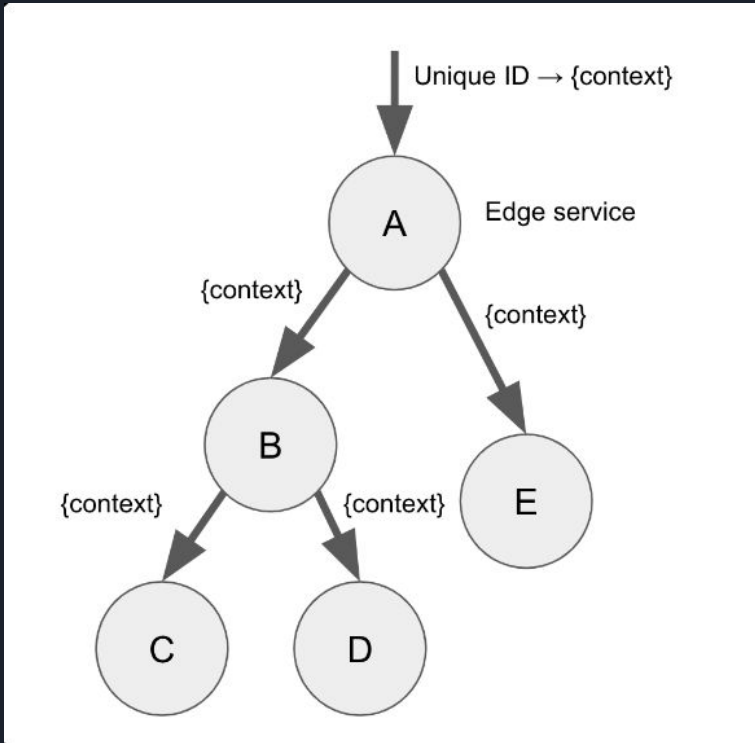 Unique ID → {context}
A
Edge service
{context}
{context}
B
{context}
{context}
E
C
D